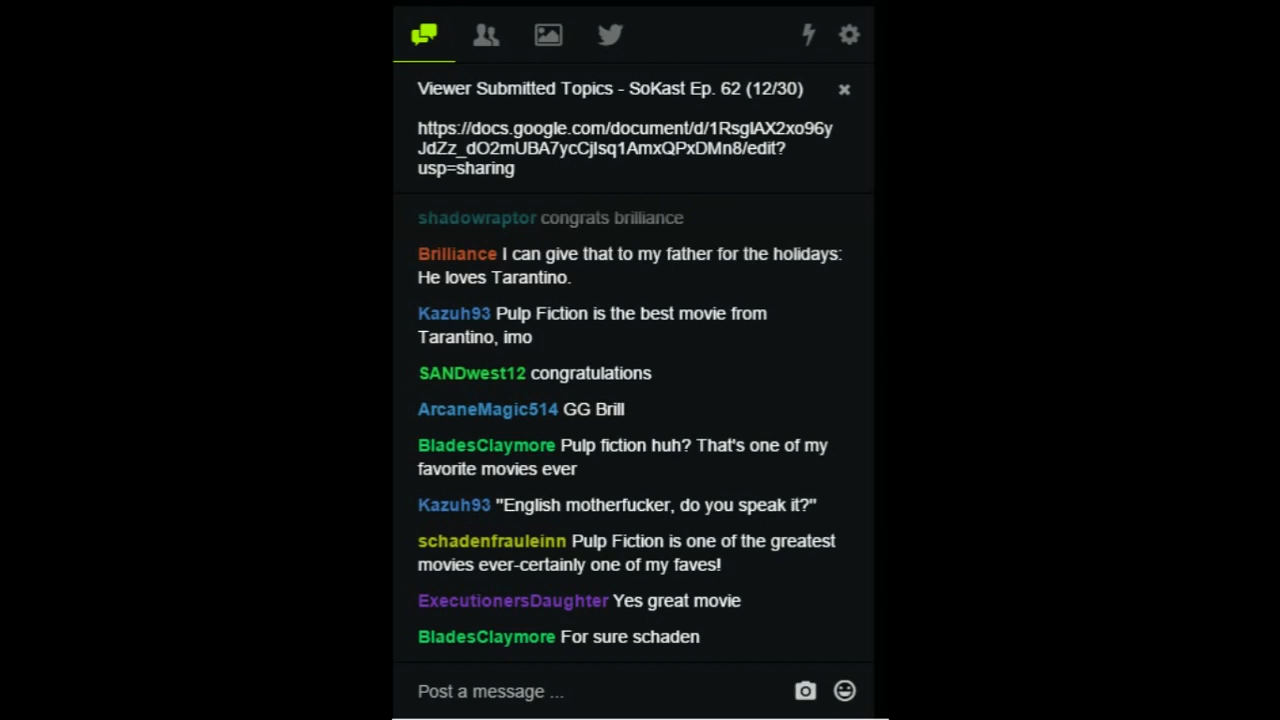 Viewer Submitted Topics - SoKast Ep. 62 (12/30)
https://docs.google.com/document/d/1RsglAX2xo96y
JdZz_dO2mUBA7ycCjIsq1AmxQPxDMn8/edit?
usp=sharing
shadowraptor congrats brilliance
Brilliance I can give that to my father for the holidays:
He loves Tarantino.
Kazuh93 Pulp Fiction is the best movie from
Tarantino, imo
SANDwest12 congratulations
ArcaneMagic514 GG Brill
BladesClaymore Pulp fiction huh? That's one of my
favorite movies ever
Kazuh93 "English motherfucker, do you speak it?"
schadenfrauleinn Pulp Fiction is one of the greatest
movies ever-certainly one of my faves!
ExecutionersDaughter Yes great movie
BladesClaymore For sure schaden
Post a message ...